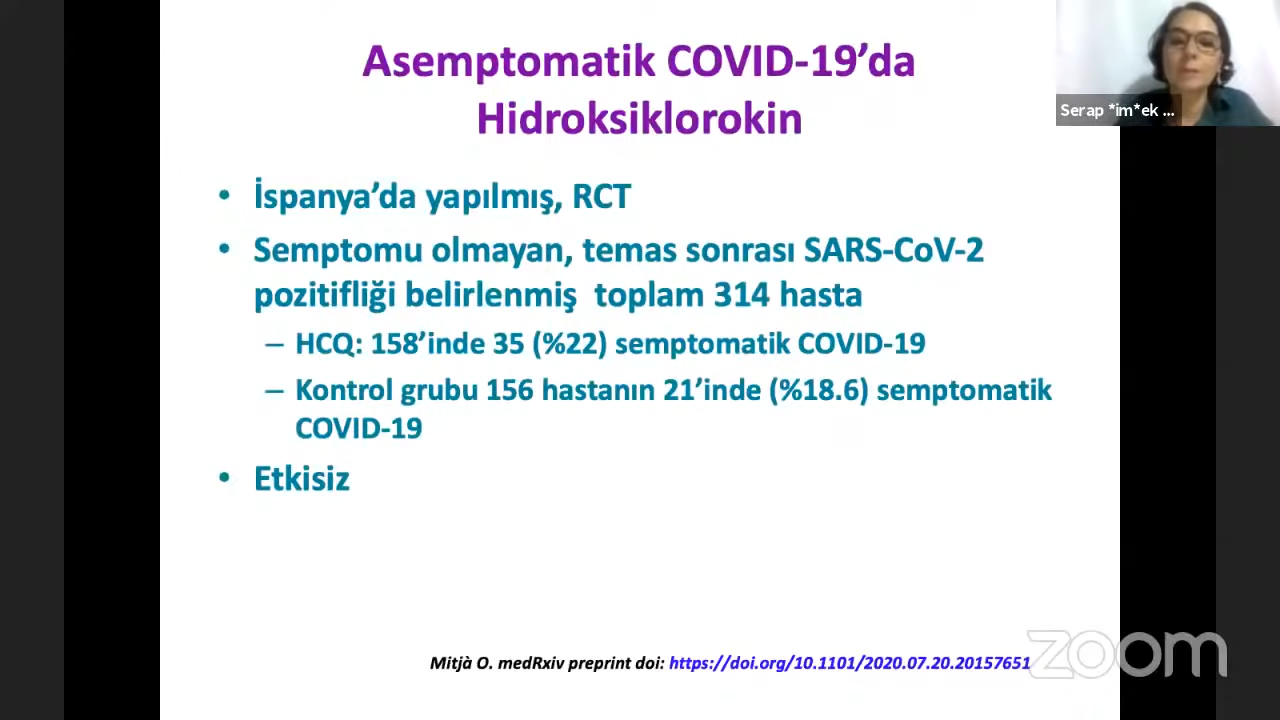 Asemptomatik COVID-19’da
Hidroksiklorokin
• İspanya’da yapılmış, RCT
• Semptomu olmayan, temas sonrası SARS-CoV-2
pozitifliği belirlenmiş toplam 314 hasta
– HCQ: 158’inde 35 (%22) semptomatik COVID-19
– Kontrol grubu 156 hastanın 21’inde (%18.6) semptomatik
COVID-19
• Etkisiz
Mitjà O. medRxiv preprint doi: https://doi.org/10.1101/2020.07.20.20157651
Serap *im*ek ...
zoom